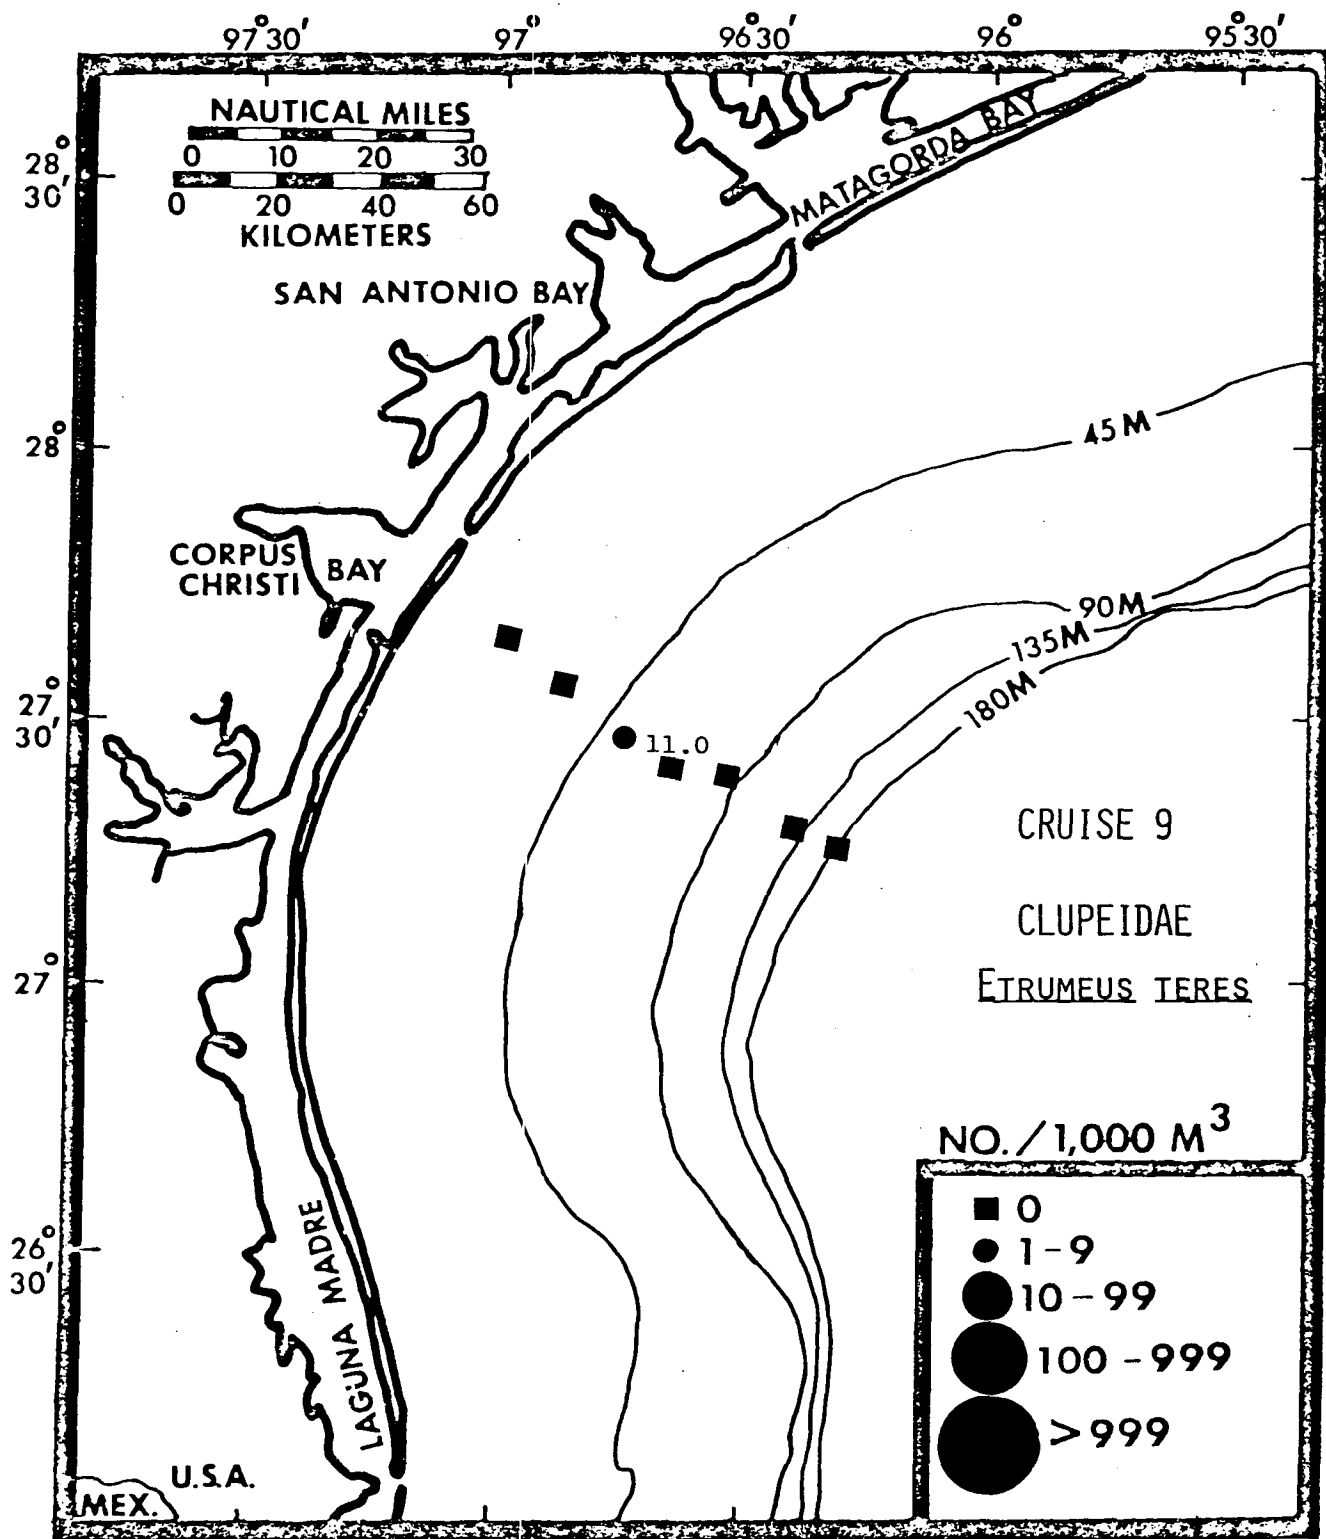 97°30' 97° 96°30' 96° 95°30'
NAUTICAL MILES
0 10 20 30
0 20 40 60
KILOMETERS
28°
30'
MATAGORDA BAY
SAN ANTONIO BAY
28°
45M
CORPUS
CHRISTI BAY
90M
135M
180M
27°
30'
11.0
CRUISE 9
CLUPEIDAE
27°
ETRUMEUS TERES
NO./1,000 M³
0
1-9
26°
30'
10-99
100-999
>999
LAGUNA MADRE
U.S.A.
MEX.